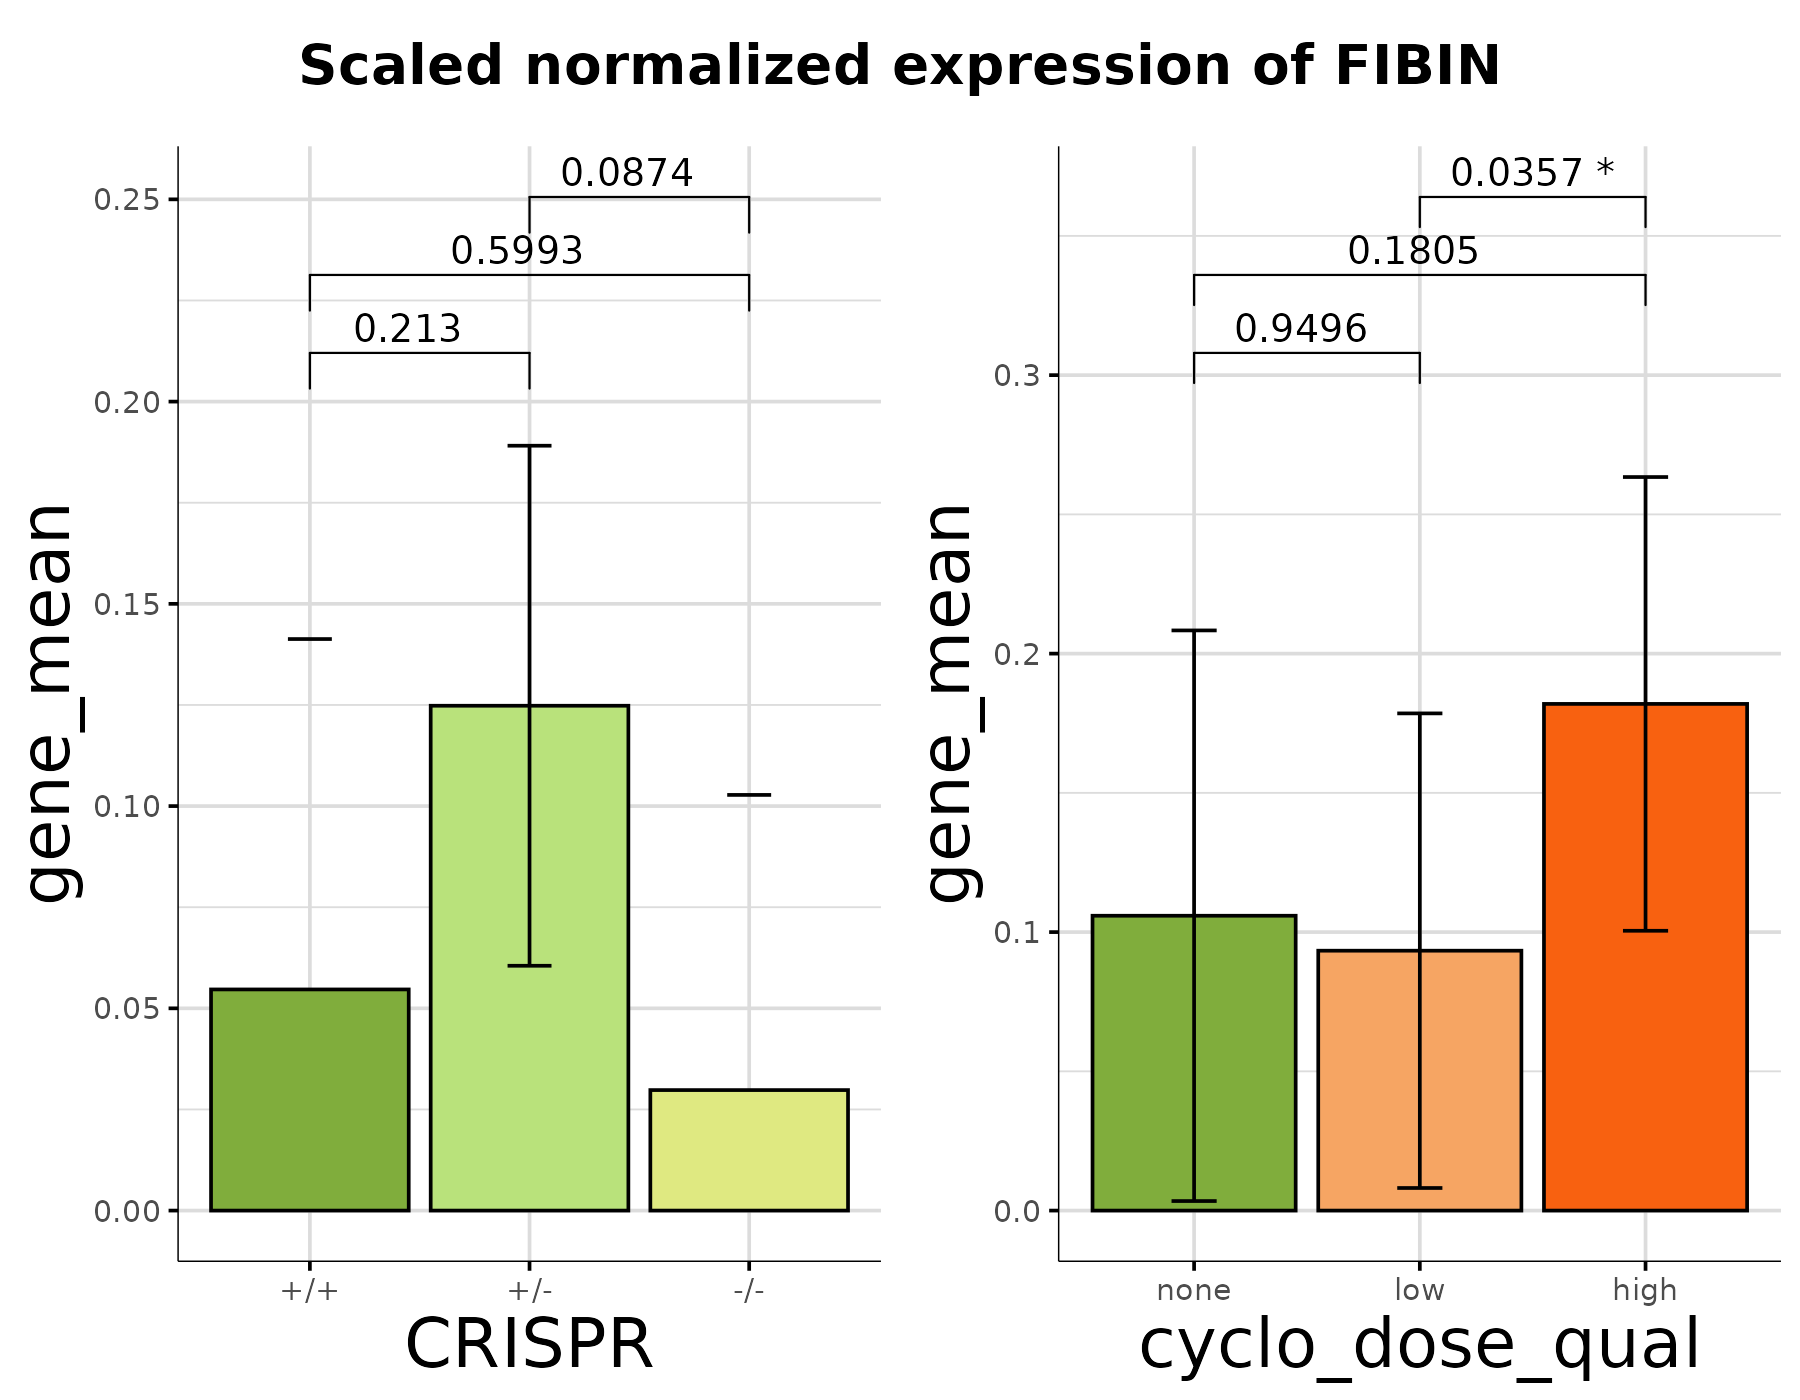 Scaled normalized expression of FIBIN
gene_mean
0.25
0.20
0.15
0.10
0.05
0.00
0.0874
0.5993
0.213
+/+
+/-
-/-
CRISPR
gene_mean
0.3
0.2
0.1
0.0
0.0357 *
0.1805
0.9496
none
low
high
cyclo_dose_qual